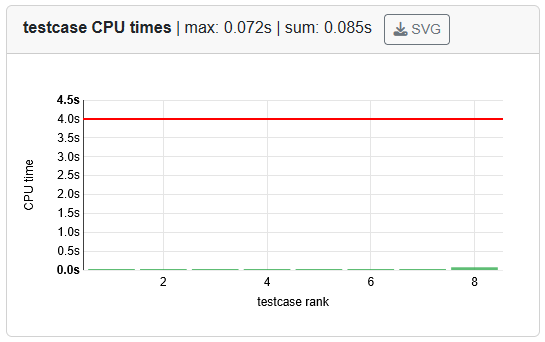 testcase CPU times | max: 0.072s | sum: 0.085s SVG
4.5s
4.0s
3.5s
3.0s
2.5s
2.0s
1.5s
1.0s
0.5s
0.0s
CPU time
2 4 6 8
testcase rank